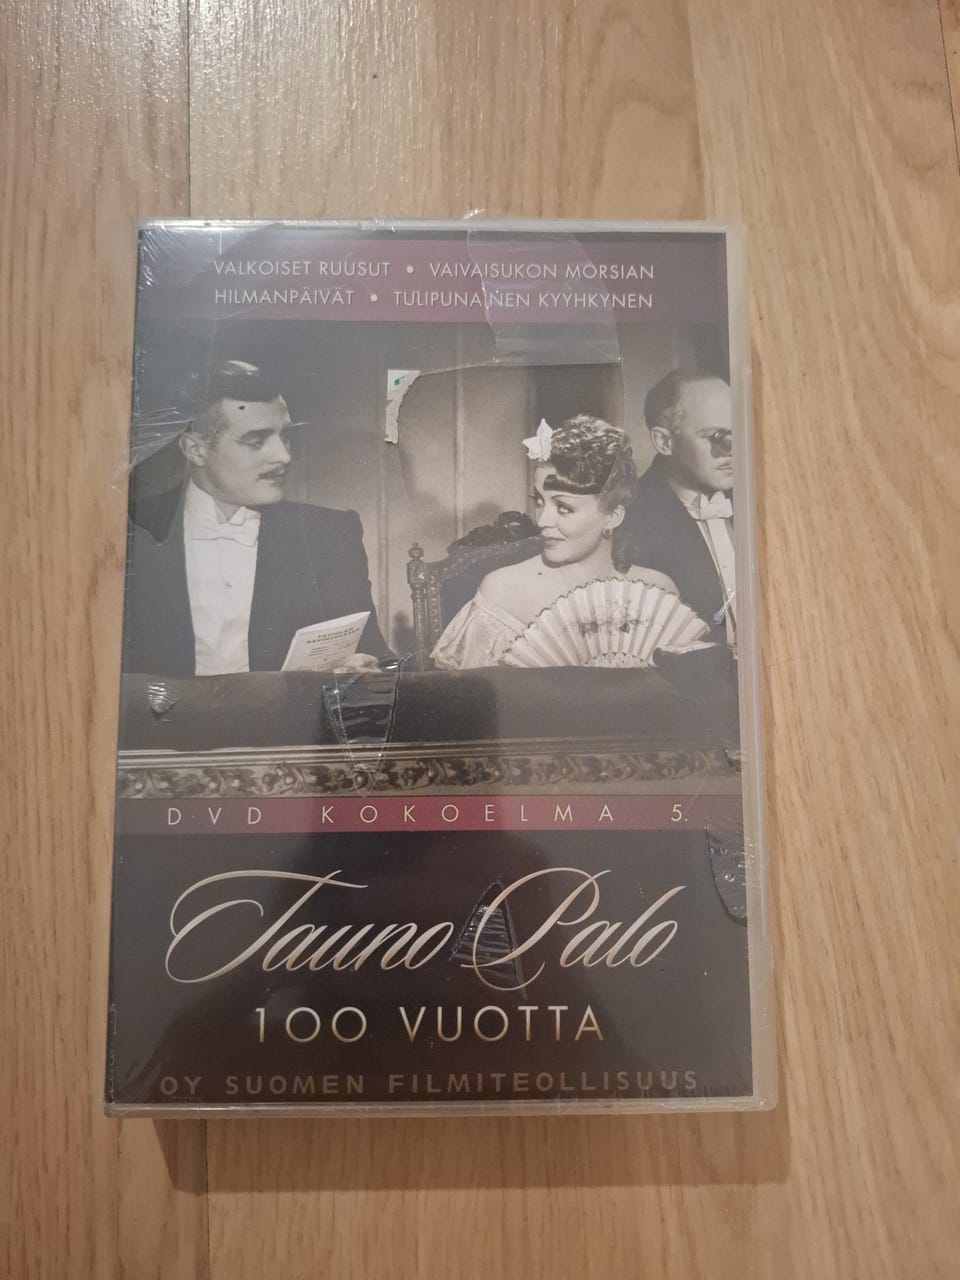 VALKOISET RUUSUT • VAIVAISUKON MORSIAN
HILMANPÄIVÄT • TULIPUNAINEN KYYHKYNEN
DVD KOKOELMA 5.
Tauno Palo
100 VUOTTA
OY SUOMEN FILMITEOLLISUUS